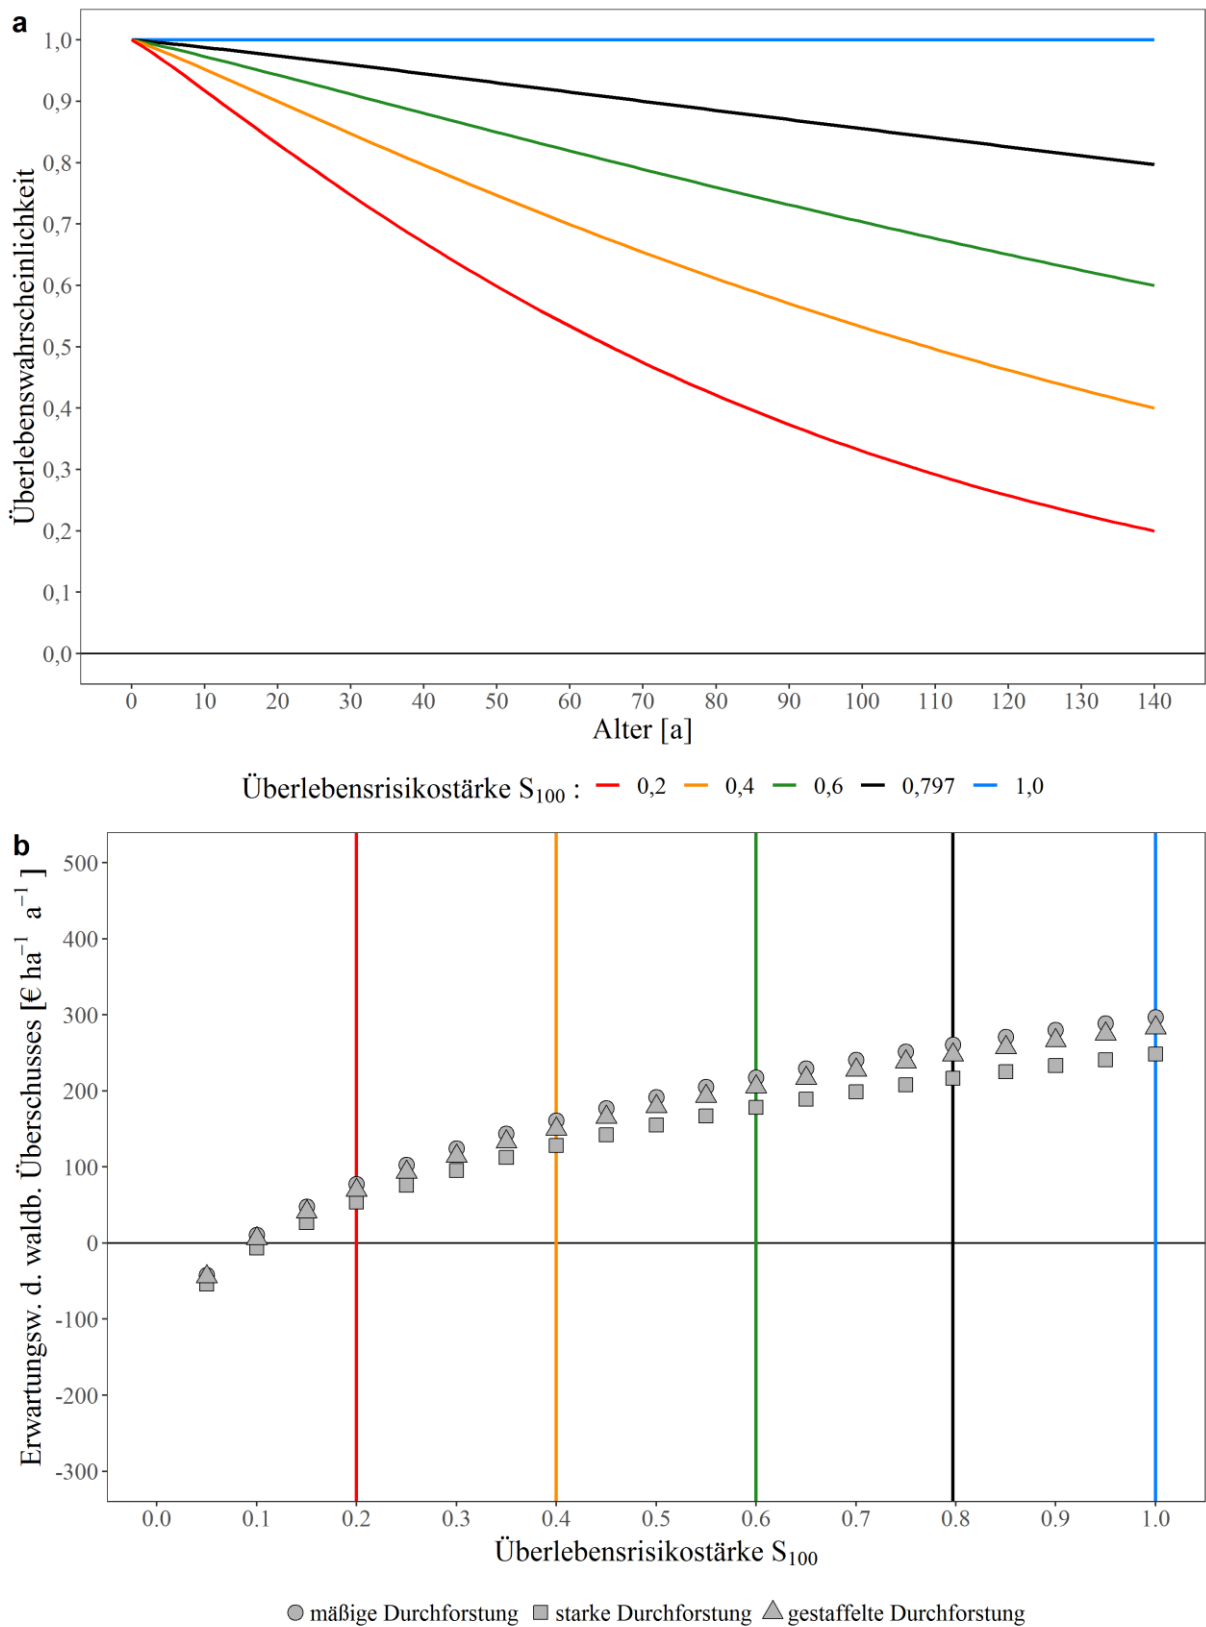 a
Überlebenswahrscheinlichkeit
1,0
0,9
0,8
0,7
0,6
0,5
0,4
0,3
0,2
0,1
0,0
0 10 20 30 40 50 60 70 80 90 100 110 120 130 140
Alter [a]
Überlebensrisikostärke S₁₀₀ : 0,2 0,4 0,6 0,797 1,0
b
Erwartungsw. d. waldb. Überschusses [€ ha⁻¹ a⁻¹ ]
500
400
300
200
100
0
-100
-200
-300
0.0 0.1 0.2 0.3 0.4 0.5 0.6 0.7 0.8 0.9 1.0
Überlebensrisikostärke S₁₀₀
mäßige Durchforstung starke Durchforstung gestaffelte Durchforstung